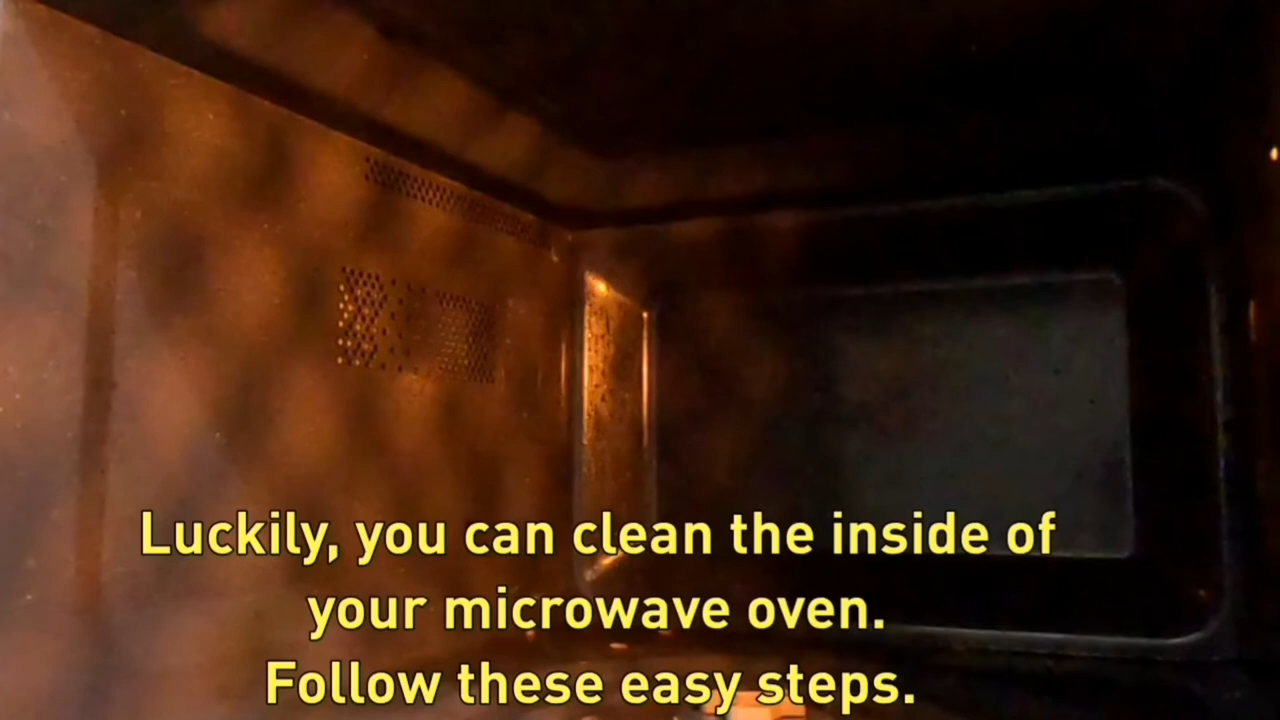 Luckily, you can clean the inside of
your microwave oven.
Follow these easy steps.